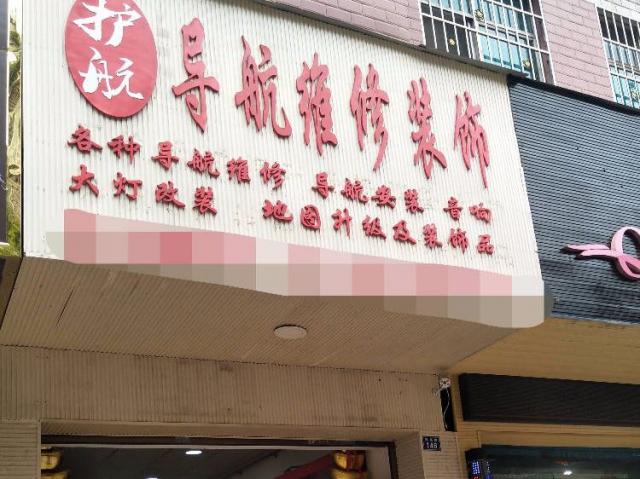 护航
导航维修装饰
各种导航维修 导航安装 音响
大灯改装 地图升级及装饰品
146